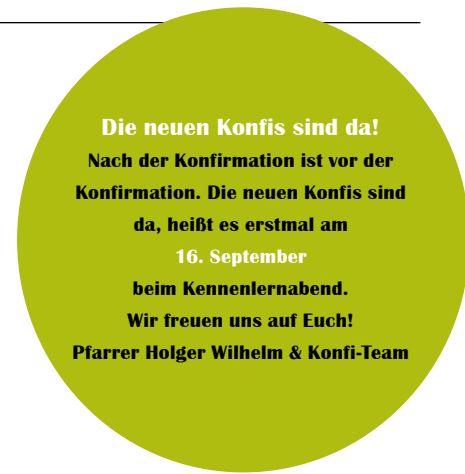 Die neuen Konfis sind da!
Nach der Konfirmation ist vor der
Konfirmation. Die neuen Konfis sind
da, heißt es erstmal am
16. September
beim Kennenlernabend.
Wir freuen uns auf Euch!
Pfarrer Holger Wilhelm & Konfi-Team